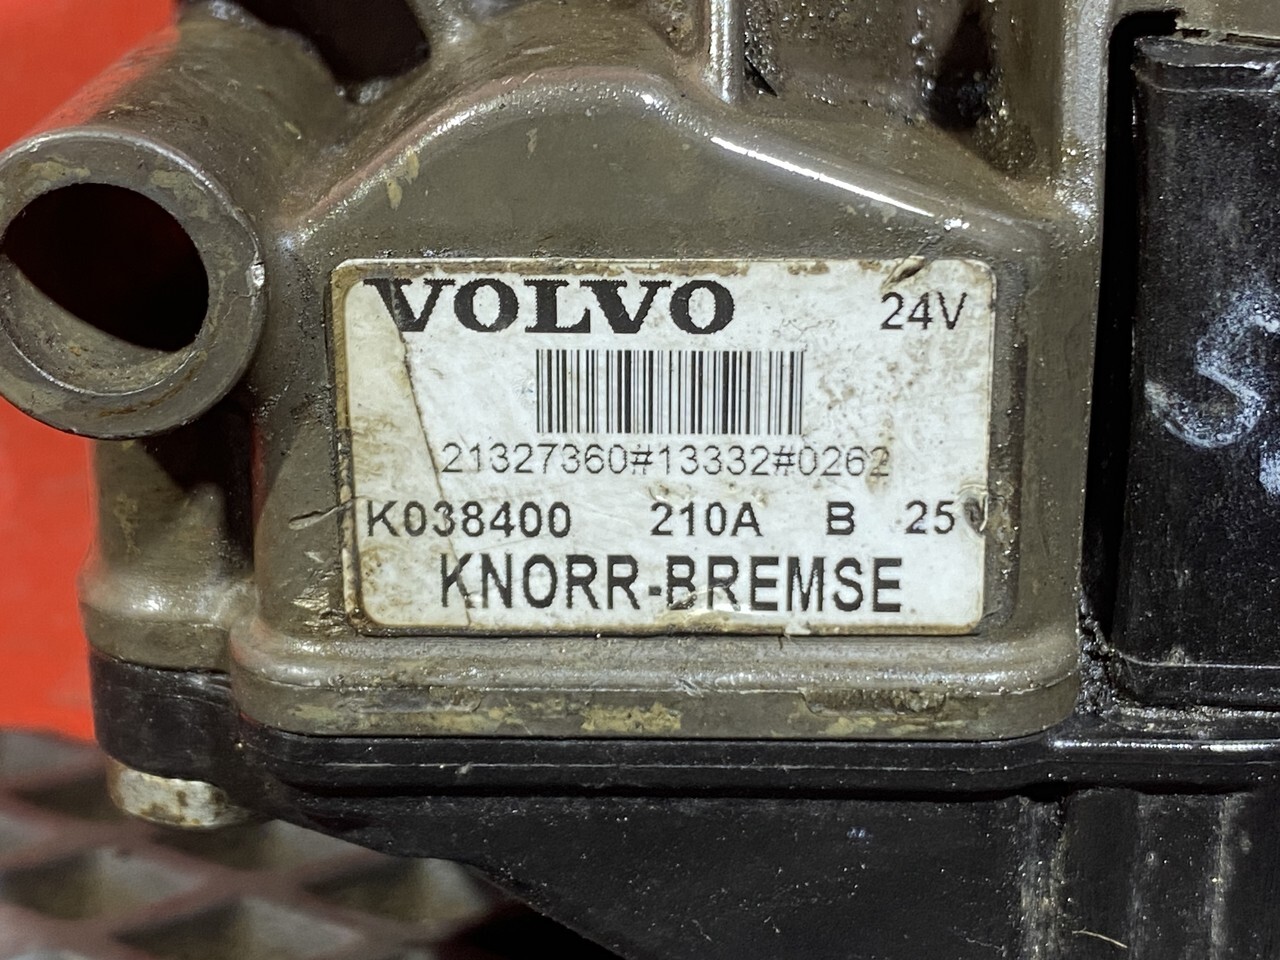 VOLVO 24V
21327360#13332#0262
K038400 210A B 25
KNORR-BREMSE
S